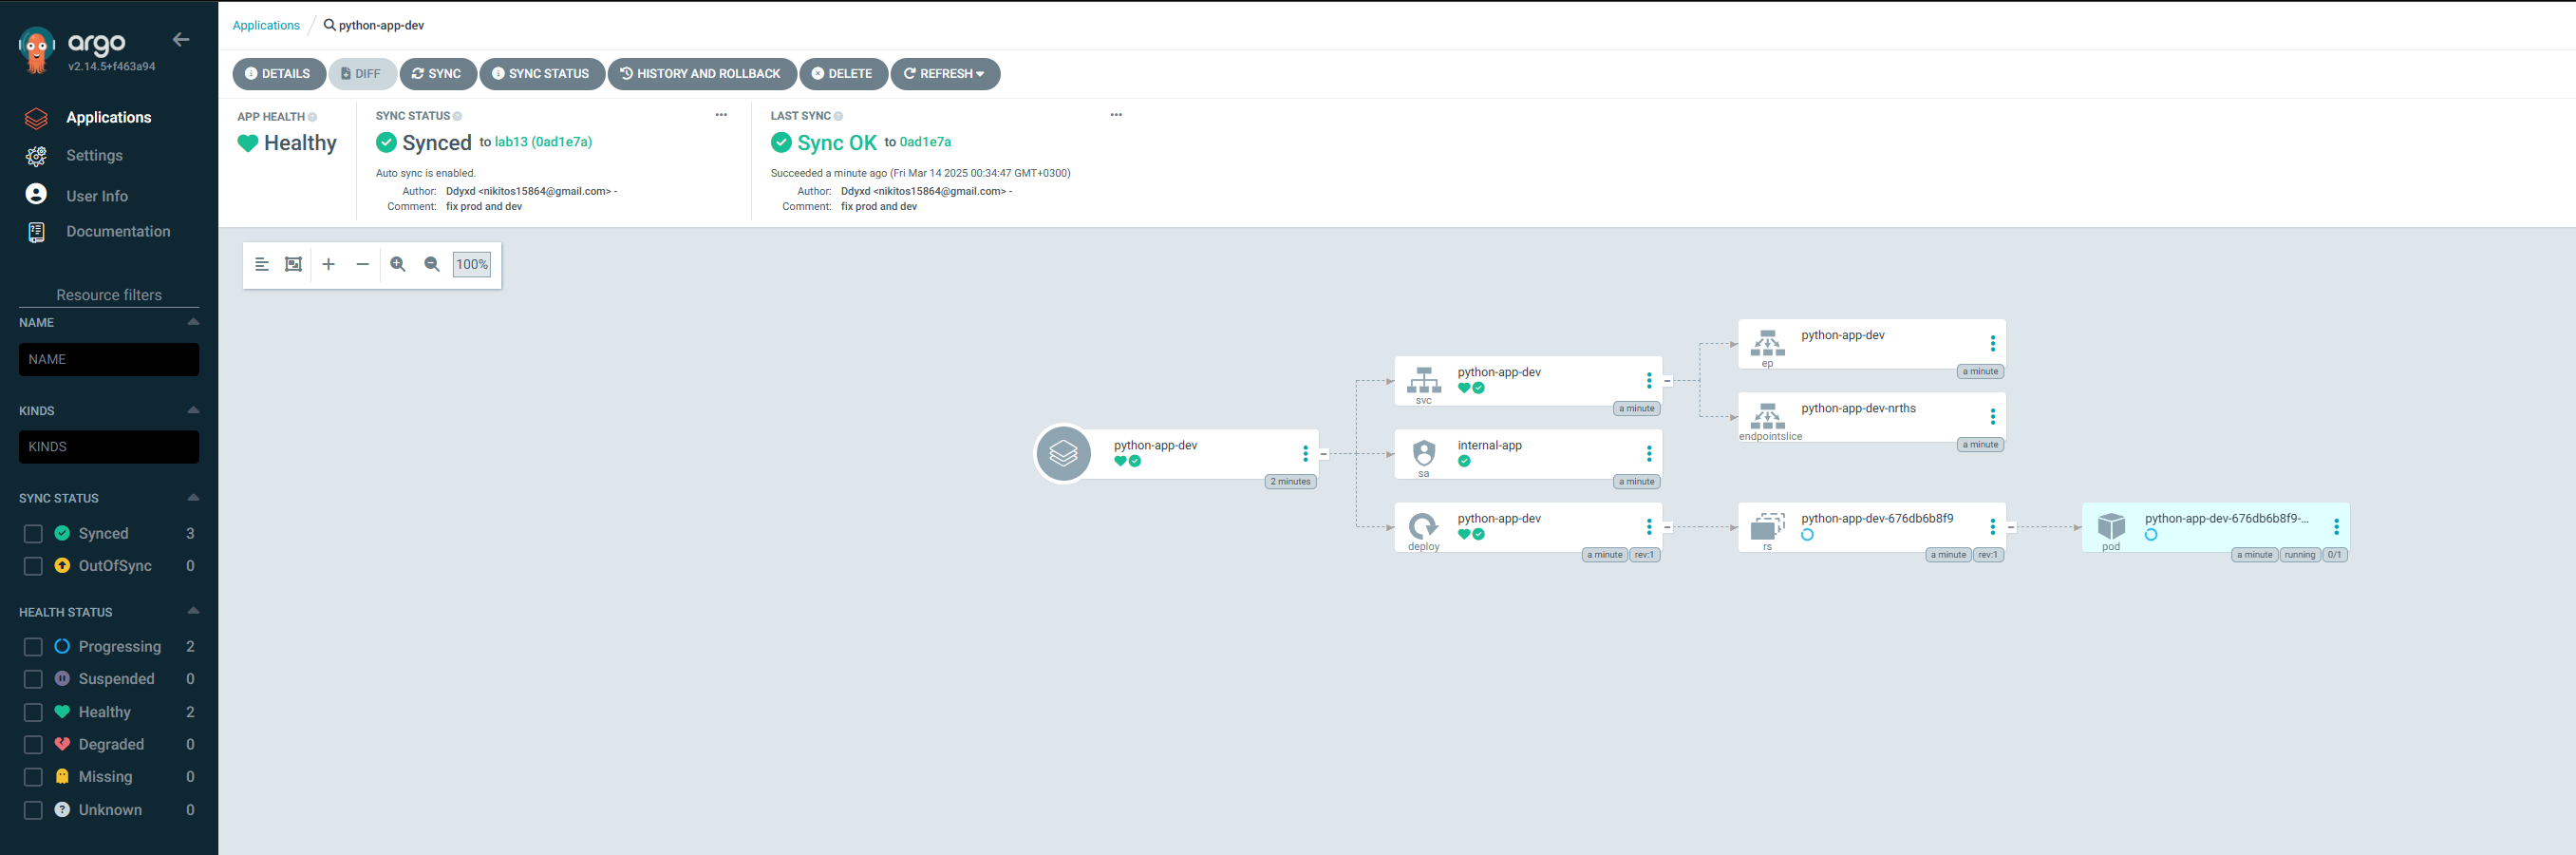 argo
v2.14.5+f463a94
Applications
Settings
User Info
Documentation
Resource filters
NAME
NAME
KINDS
KINDS
SYNC STATUS
Synced 3
OutOfSync 0
HEALTH STATUS
Progressing 2
Suspended 0
Healthy 2
Degraded 0
Missing 0
Unknown 0
Applications / python-app-dev
DETAILS DIFF SYNC SYNC STATUS HISTORY AND ROLLBACK DELETE REFRESH
APP HEALTH
Healthy
SYNC STATUS
Synced to lab13 (0ad1e7a)
Auto sync is enabled.
Author: Ddyxd <nikitos15864@gmail.com> -
Comment: fix prod and dev
LAST SYNC
Sync OK to 0ad1e7a
Succeeded a minute ago (Fri Mar 14 2025 00:34:47 GMT+0300)
Author: Ddyxd <nikitos15864@gmail.com> -
Comment: fix prod and dev
100%
python-app-dev
2 minutes
python-app-dev
svc
a minute
internal-app
sa
a minute
python-app-dev
deploy
a minute rev:1
python-app-dev
ep
a minute
python-app-dev-nrths
endpointslice
a minute
python-app-dev-676db6b8f9
rs
a minute rev:1
python-app-dev-676db6b8f9-...
pod
a minute running 0/1